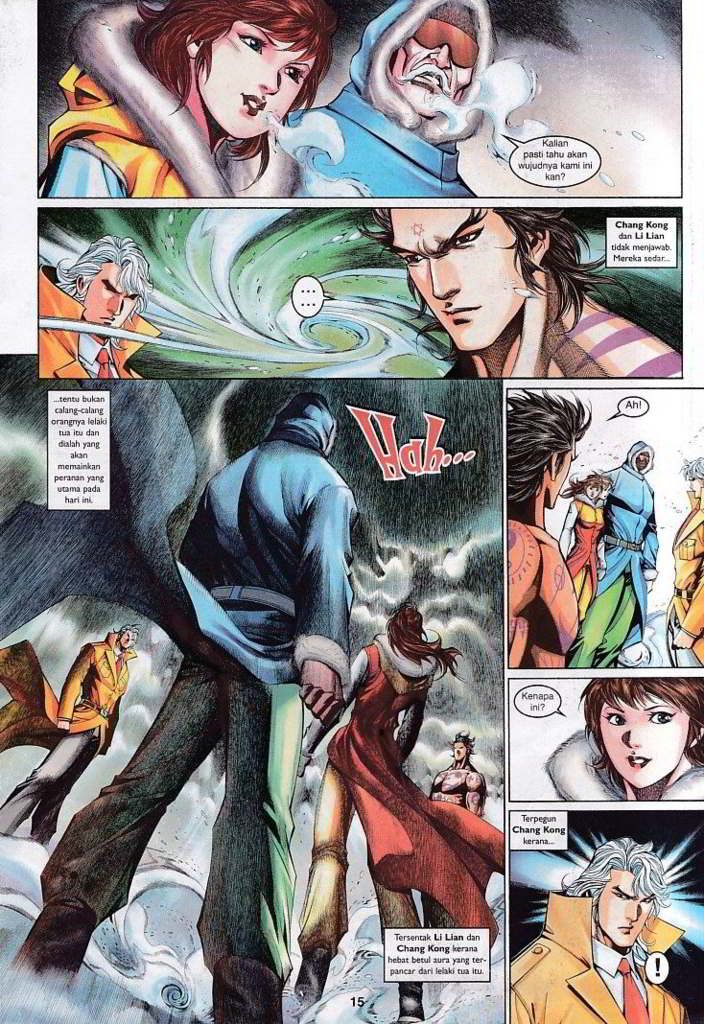 Kalian
pasti tahu akan
wujudnya kami ini
kan?
Chang Kong
dan Li Lian
tidak menjawab.
Mereka sedar...
...
...
...tentu bukan
calang-calang
orangnya lelaki
tua itu dan
dialah yang
akan
memainkan
peranan yang
utama pada
hari ini.
Hah...
Ah!
Kenapa
ini?
Terpegun
Chang Kong
kerana...
!
Tersentak Li Lian dan
Chang Kong kerana
hebat betul aura yang ter-
pancar dari lelaki tua itu.
15